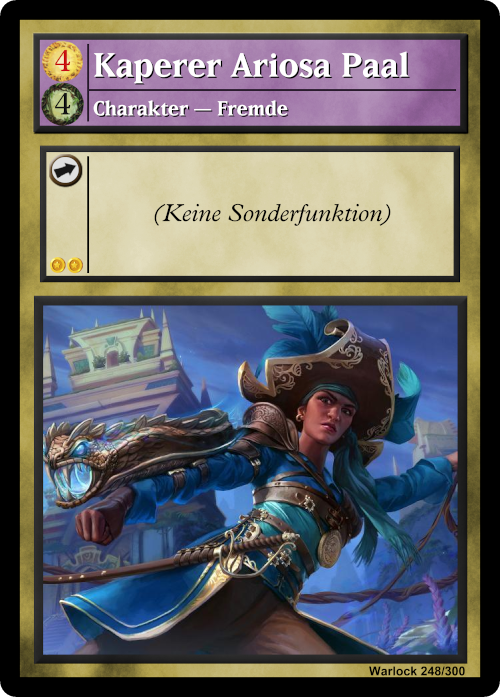 4
Kaperer Ariosa Paal
4
Charakter — Fremde
(Keine Sonderfunktion)
Warlock 248/300